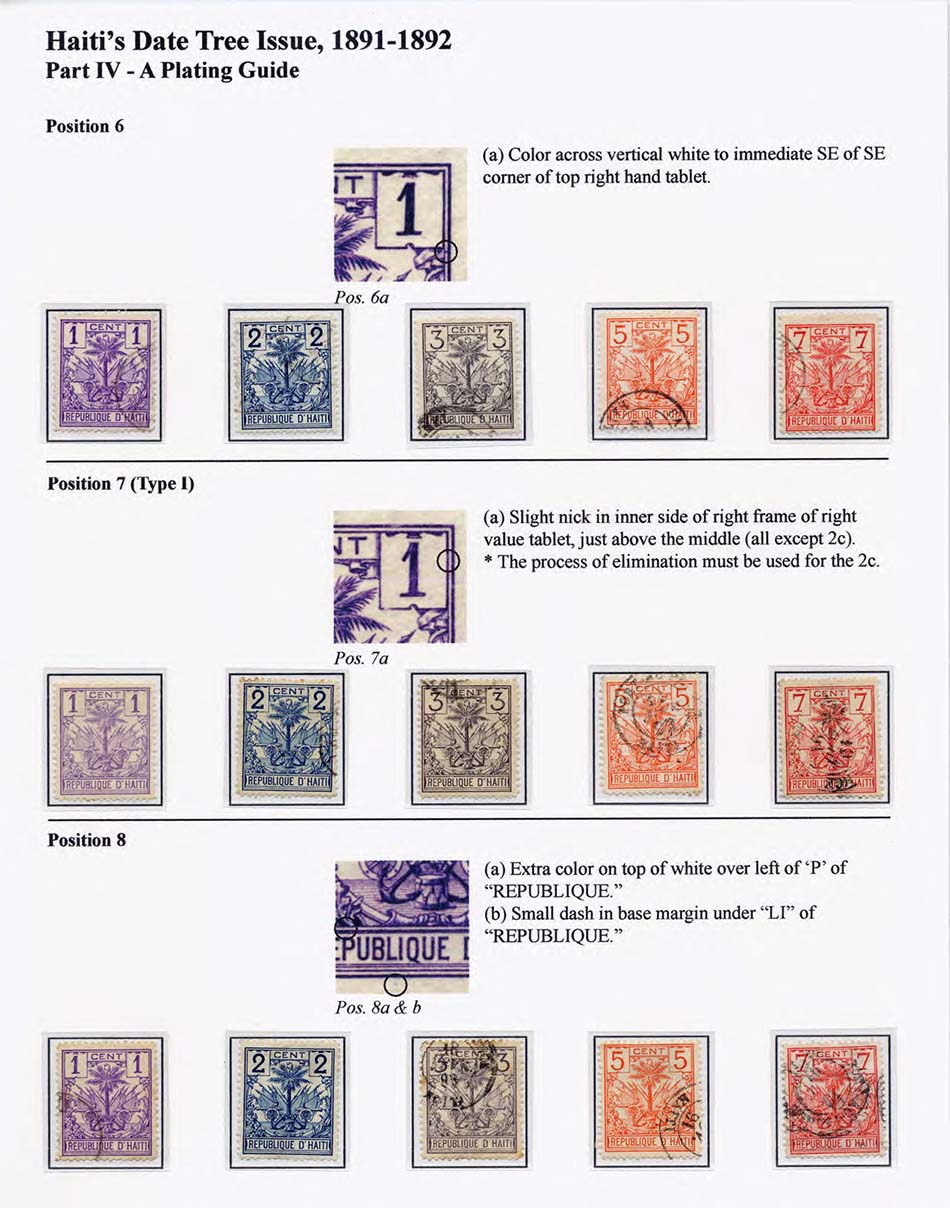 Haiti's Date Tree Issue, 1891-1892
Part IV - A Plating Guide
Position 6
(a) Color across vertical white to immediate SE of SE
corner of top right hand tablet.
NT 1
Pos. 6a
1 CENT 1
REPUBLIQUE D'HAITI
2 CENT 2
REPUBLIQUE D'HAITI
3 CENT 3
REPUBLIQUE D'HAITI
5 CENT 5
REPUBLIQUE D'HAITI
7 CENT 7
REPUBLIQUE D'HAITI
Position 7 (Type I)
(a) Slight nick in inner side of right frame of right
value tablet, just above the middle (all except 2c).
* The process of elimination must be used for the 2c.
NT 1
Pos. 7a
1 CENT 1
REPUBLIQUE D'HAITI
2 CENT 2
REPUBLIQUE D'HAITI
3 CENT 3
REPUBLIQUE D'HAITI
CENT 5
REPUBLIQUE D'HAITI
7 CENT 7
REPUBLIQUE D'HAITI
Position 8
(a) Extra color on top of white over left of ‘P’ of
“REPUBLIQUE.”
(b) Small dash in base margin under “LI” of
“REPUBLIQUE.”
EPUBLIQUE
Pos. 8a & b
1 CENT 1
REPUBLIQUE D'HAITI
2 CENT 2
REPUBLIQUE D'HAITI
3 CENT 3
REPUBLIQUE D'HAITI
5 CENT 5
REPUBLIQUE D'HAITI
7 CENT 7
REPUBLIQUE D'HAITI